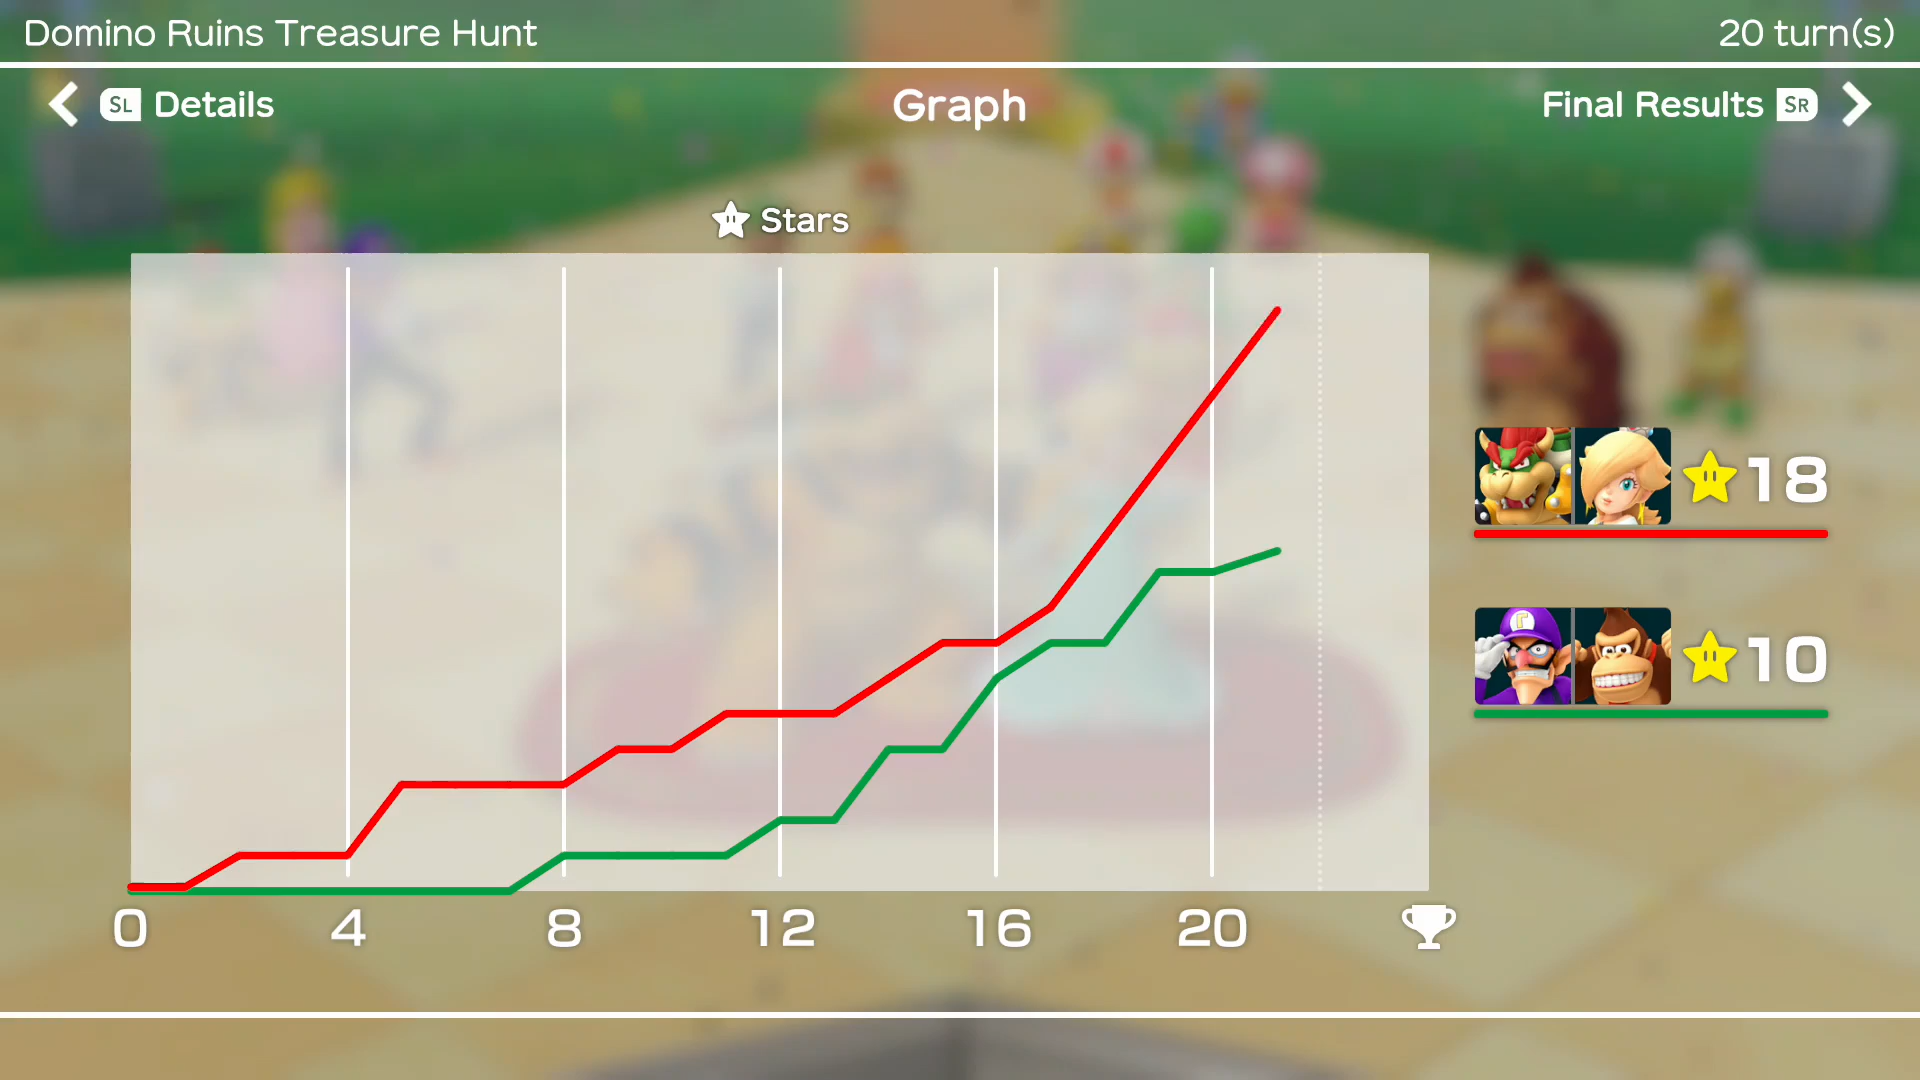 Domino Ruins Treasure Hunt
20 turn(s)
SL Details
Graph
Final Results SR
Stars
18
10
0 4 8 12 16 20